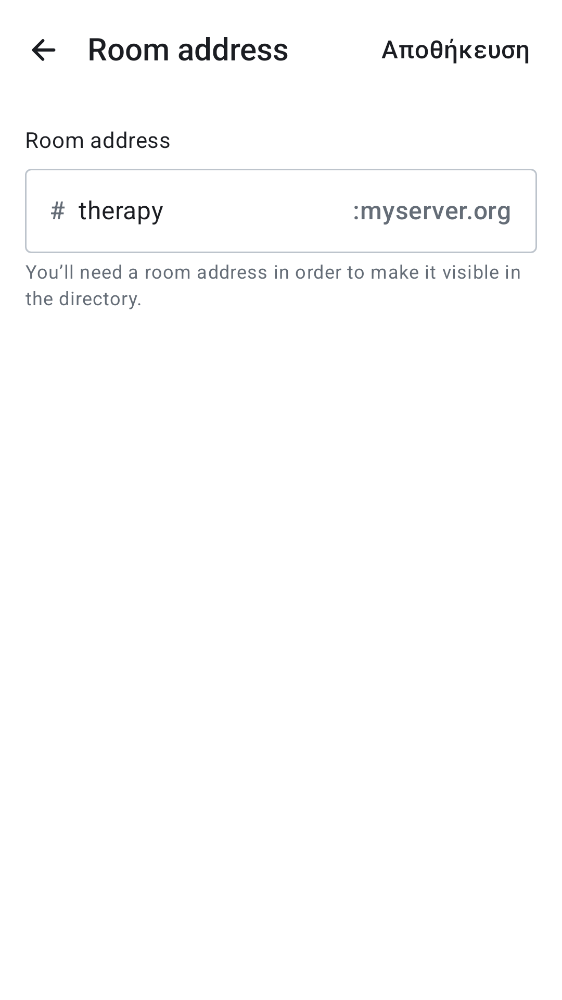 Room address Αποθήκευση
Room address
# therapy :myserver.org
You’ll need a room address in order to make it visible in
the directory.